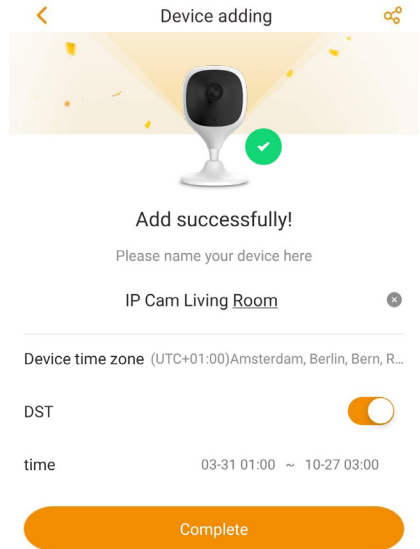 Device adding
Add successfully!
Please name your device here
IP Cam Living Room
Device time zone (UTC+01:00)Amsterdam, Berlin, Bern, R...
DST
time 03-31 01:00 ~ 10-27 03:00
Complete